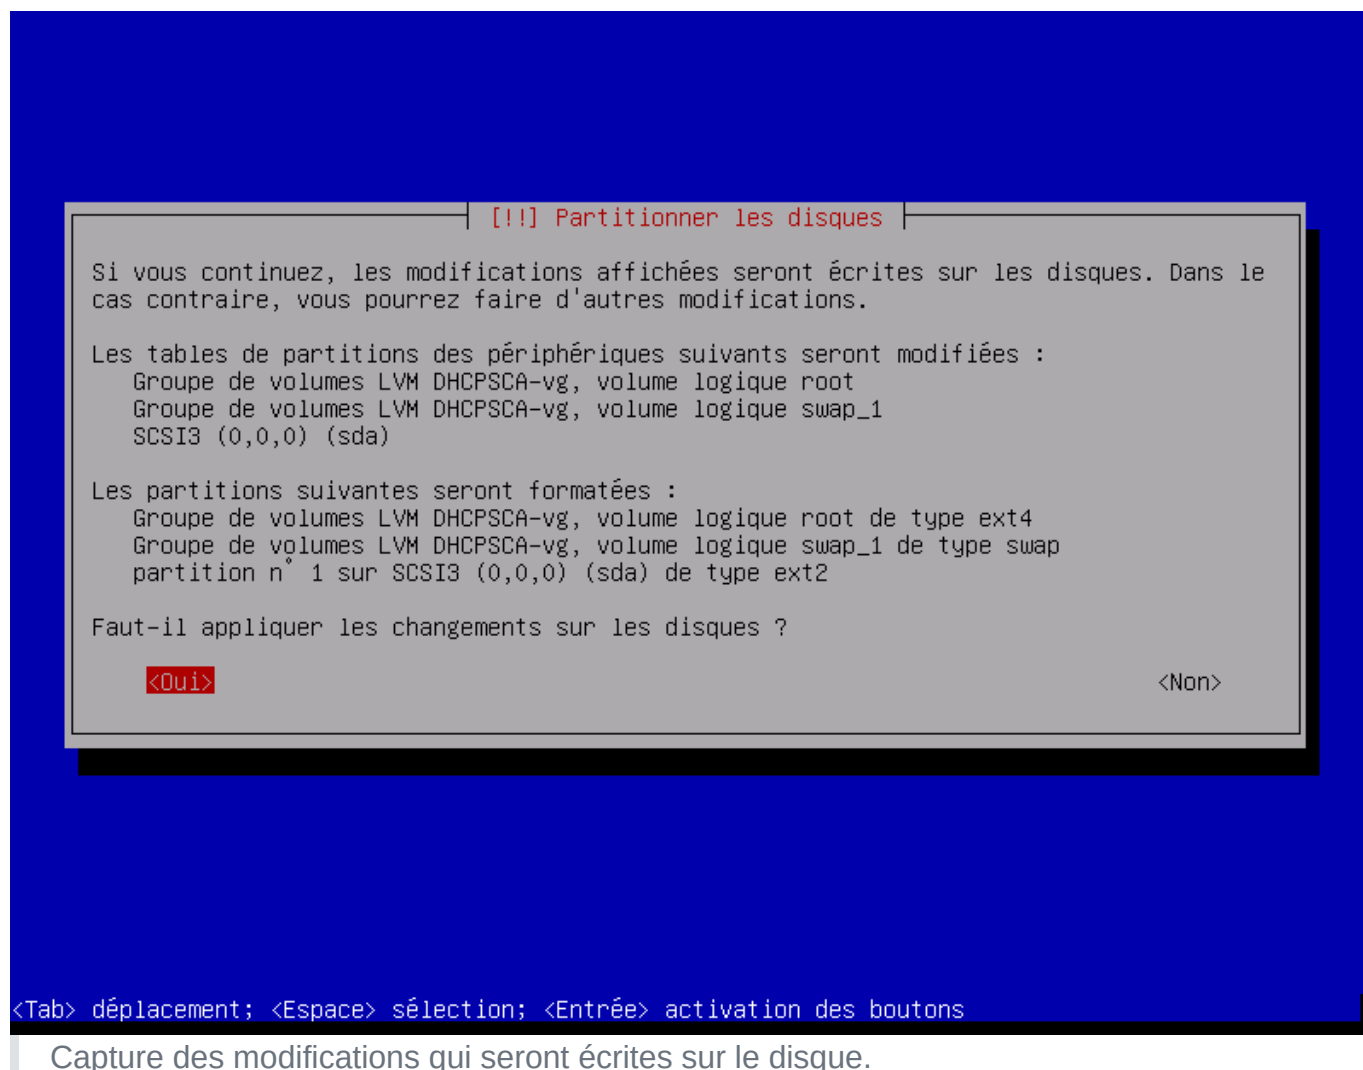 [!!] Partitionner les disques
Si vous continuez, les modifications affichées seront écrites sur les disques. Dans le
cas contraire, vous pourrez faire d'autres modifications.
Les tables de partitions des périphériques suivants seront modifiées :
Groupe de volumes LVM DHCPSCA-vg, volume logique root
Groupe de volumes LVM DHCPSCA-vg, volume logique swap_1
SCSI3 (0,0,0) (sda)
Les partitions suivantes seront formatées :
Groupe de volumes LVM DHCPSCA-vg, volume logique root de type ext4
Groupe de volumes LVM DHCPSCA-vg, volume logique swap_1 de type swap
partition n° 1 sur SCSI3 (0,0,0) (sda) de type ext2
Faut-il appliquer les changements sur les disques ?
<Oui> <Non>
<Tab> déplacement; <Espace> sélection; <Entrée> activation des boutons
Capture des modifications qui seront écrites sur le disque.